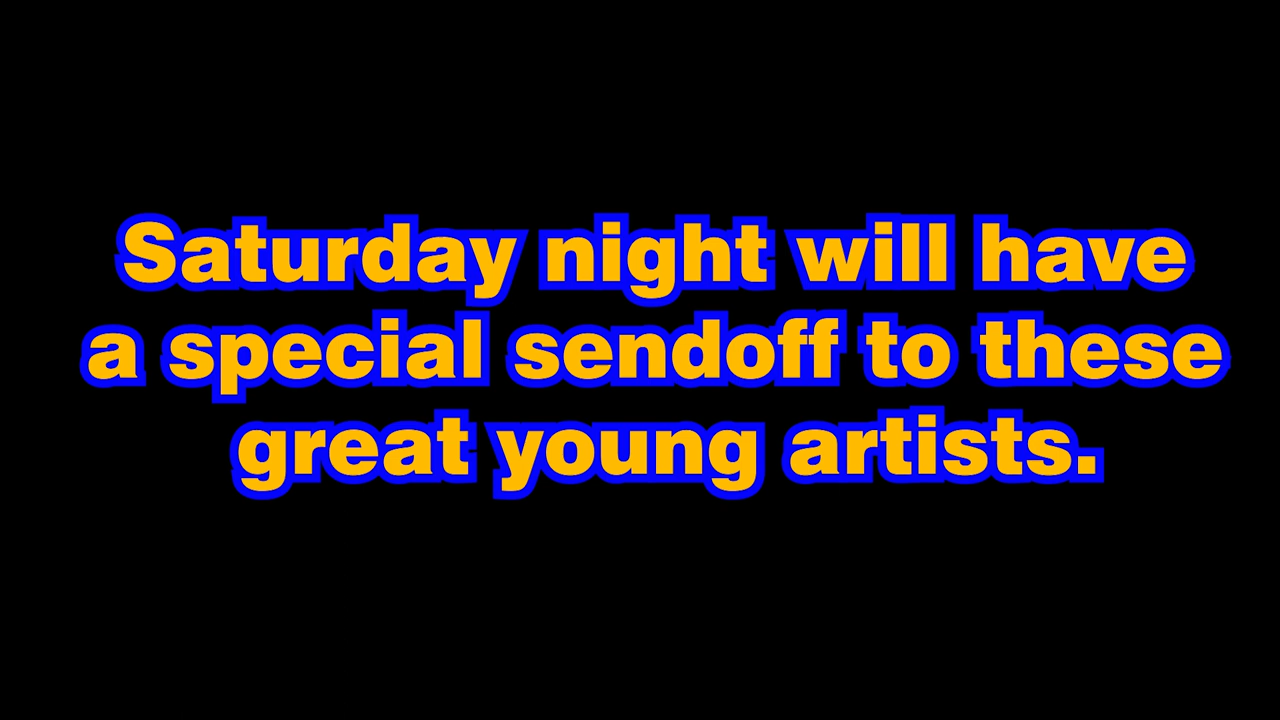 Saturday night will have
a special sendoff to these
great young artists.